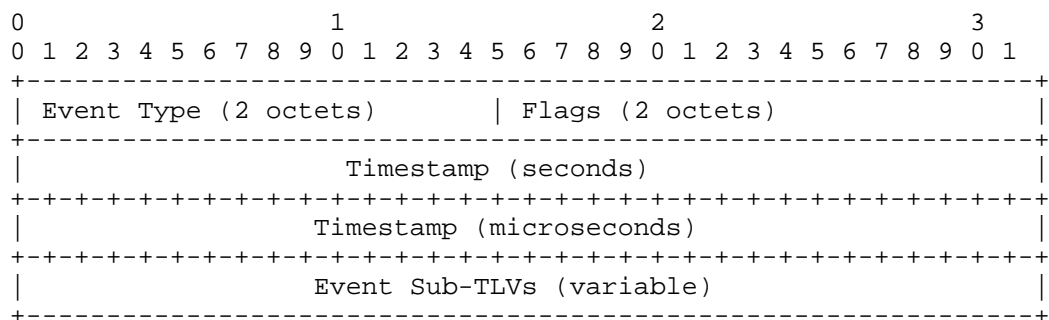 0                   1                   2                   3
0 1 2 3 4 5 6 7 8 9 0 1 2 3 4 5 6 7 8 9 0 1 2 3 4 5 6 7 8 9 0 1
+---------------------------------------------------------------+
| Event Type (2 octets)       | Flags (2 octets)                |
+---------------------------------------------------------------+
|                    Timestamp (seconds)                        |
+-+-+-+-+-+-+-+-+-+-+-+-+-+-+-+-+-+-+-+-+-+-+-+-+-+-+-+-+-+-+-+-+
|                  Timestamp (microseconds)                     |
+-+-+-+-+-+-+-+-+-+-+-+-+-+-+-+-+-+-+-+-+-+-+-+-+-+-+-+-+-+-+-+-+
|                  Event Sub-TLVs (variable)                    |
+---------------------------------------------------------------+